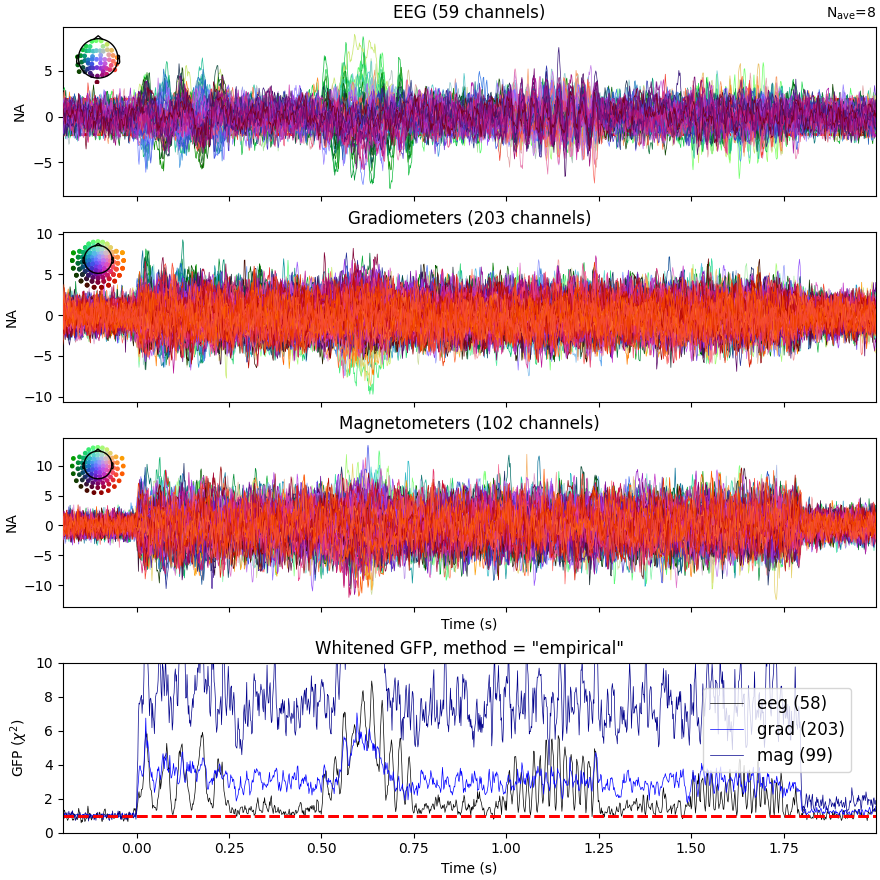 EEG (59 channels)
Nave=8
5
0
−5
NA
Gradiometers (203 channels)
10
5
0
−5
−10
NA
Magnetometers (102 channels)
10
5
0
−5
−10
NA
Time (s)
Whitened GFP, method = "empirical"
10
8
6
4
2
0
GFP (χ²)
eeg (58)
grad (203)
mag (99)
0.00 0.25 0.50 0.75 1.00 1.25 1.50 1.75
Time (s)